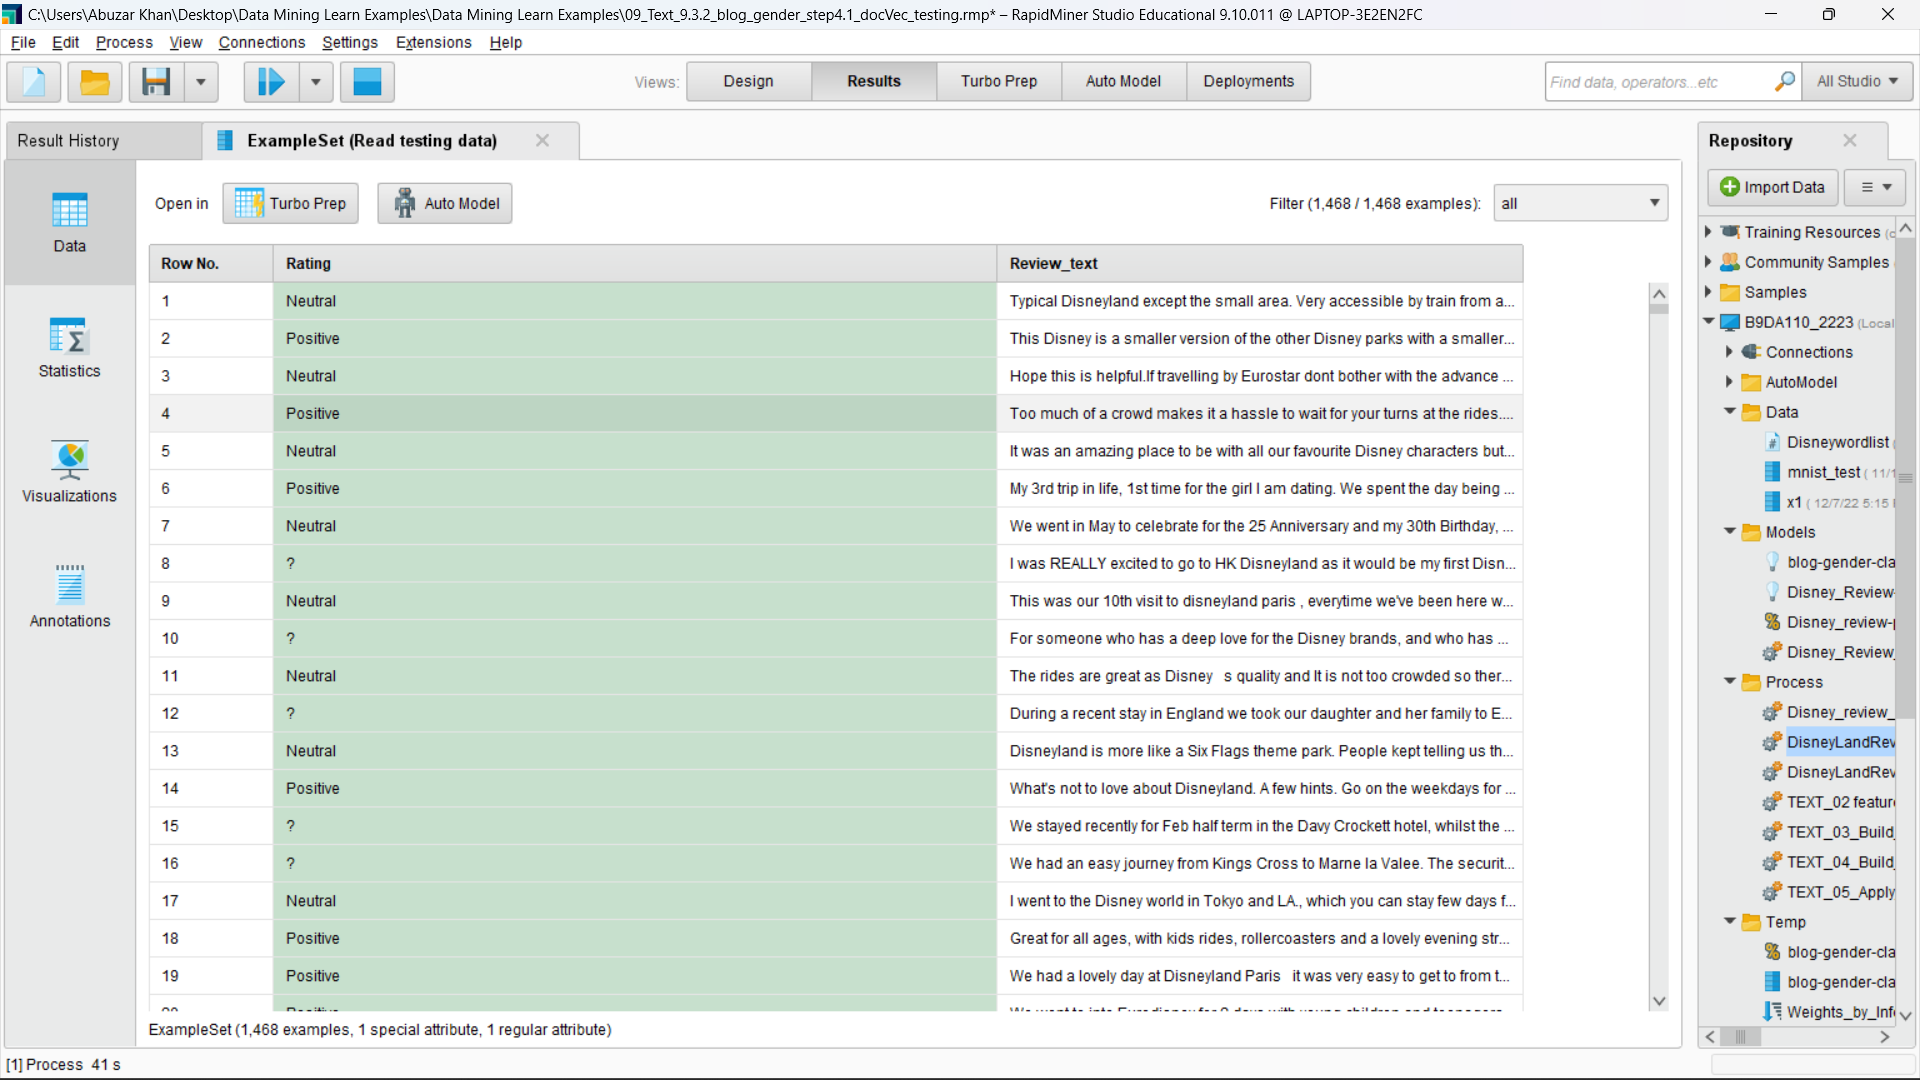 C:\Users\Abuzar Khan\Desktop\Data Mining Learn Examples\Data Mining Learn Examples\09_Text_9.3.2_blog_gender_step4.1_docVec_testing.rmp* – RapidMiner Studio Educational 9.10.011 @ LAPTOP-3E2EN2FC
File Edit Process View Connections Settings Extensions Help
Views: Design Results Turbo Prep Auto Model Deployments Find data, operators...etc All Studio
Result History ExampleSet (Read testing data) Repository
Open in Turbo Prep Auto Model Filter (1,468 / 1,468 examples): all
Data
Statistics
Visualizations
Annotations
Row No. Rating Review_text
1 Neutral Typical Disneyland except the small area. Very accessible by train from a...
2 Positive This Disney is a smaller version of the other Disney parks with a smaller...
3 Neutral Hope this is helpful.If travelling by Eurostar dont bother with the advance ...
4 Positive Too much of a crowd makes it a hassle to wait for your turns at the rides....
5 Neutral It was an amazing place to be with all our favourite Disney characters but...
6 Positive My 3rd trip in life, 1st time for the girl I am dating. We spent the day being ...
7 Neutral We went in May to celebrate for the 25 Anniversary and my 30th Birthday, ...
8 ? I was REALLY excited to go to HK Disneyland as it would be my first Disn...
9 Neutral This was our 10th visit to disneyland paris , everytime we've been here w...
10 ? For someone who has a deep love for the Disney brands, and who has ...
11 Neutral The rides are great as Disney s quality and It is not too crowded so ther...
12 ? During a recent stay in England we took our daughter and her family to E...
13 Neutral Disneyland is more like a Six Flags theme park. People kept telling us th...
14 Positive What's not to love about Disneyland. A few hints. Go on the weekdays for ...
15 ? We stayed recently for Feb half term in the Davy Crockett hotel, whilst the ...
16 ? We had an easy journey from Kings Cross to Marne la Valee. The securit...
17 Neutral I went to the Disney world in Tokyo and LA., which you can stay few days f...
18 Positive Great for all ages, with kids rides, rollercoasters and a lovely evening str...
19 Positive We had a lovely day at Disneyland Paris it was very easy to get to from t...
ExampleSet (1,468 examples, 1 special attribute, 1 regular attribute)
Import Data
Training Resources
Community Samples
Samples
B9DA110_2223 (Local
Connections
AutoModel
Data
Disneywordlist
mnist_test ( 11/1
x1 ( 12/7/22 5:15
Models
blog-gender-cla
Disney_Review-
Disney_review-p
Disney_Review_
Process
Disney_review_
DisneyLandRev
DisneyLandRev
TEXT_02 feature
TEXT_03_Build_
TEXT_04_Build_
TEXT_05_Apply
Temp
blog-gender-cla
blog-gender-cla
Weights_by_Info
[1] Process 41 s